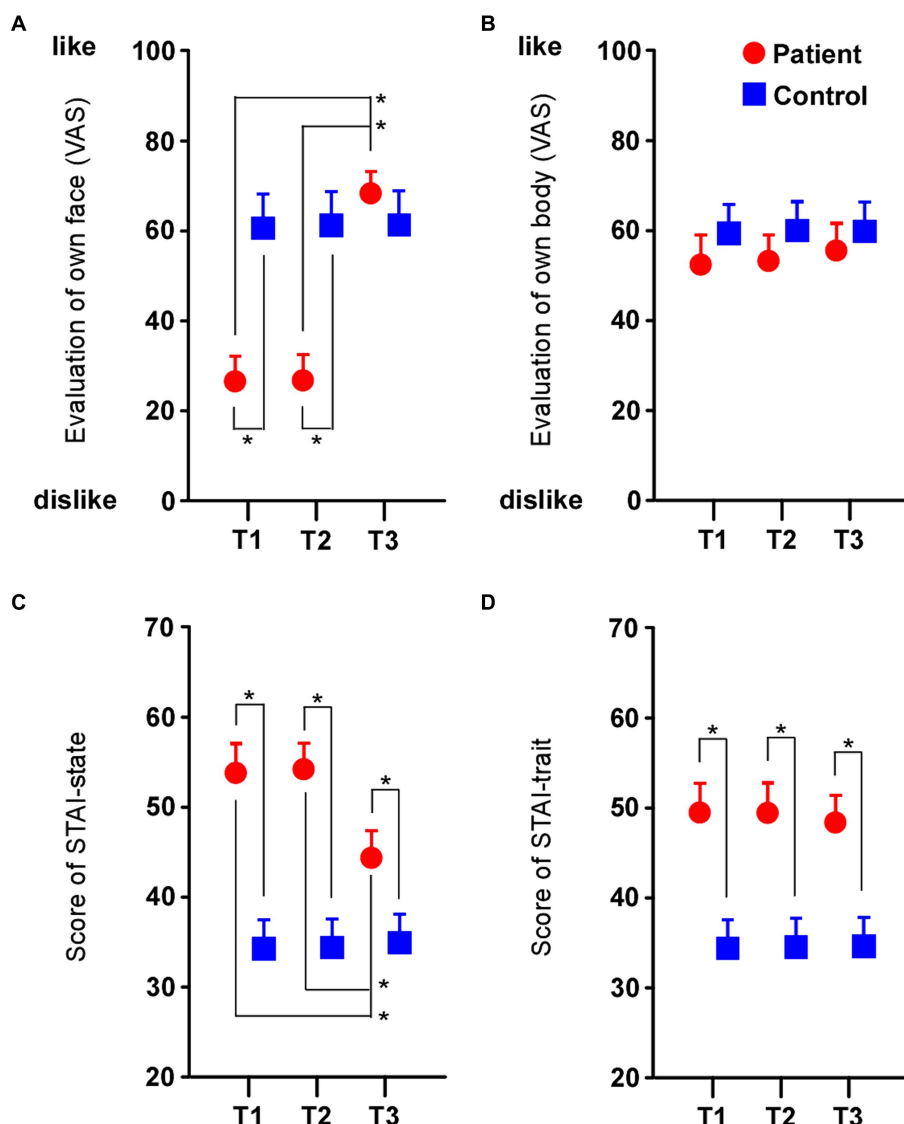 A
like
100
80
60
40
20
0
dislike
Evaluation of own face (VAS)
*
*
*
*
T1 T2 T3
B
like
100
80
60
40
20
0
dislike
Evaluation of own body (VAS)
Patient
Control
T1 T2 T3
C
70
60
50
40
30
20
Score of STAI-state
*
*
*
*
*
T1 T2 T3
D
70
60
50
40
30
20
Score of STAI-trait
*
*
*
T1 T2 T3